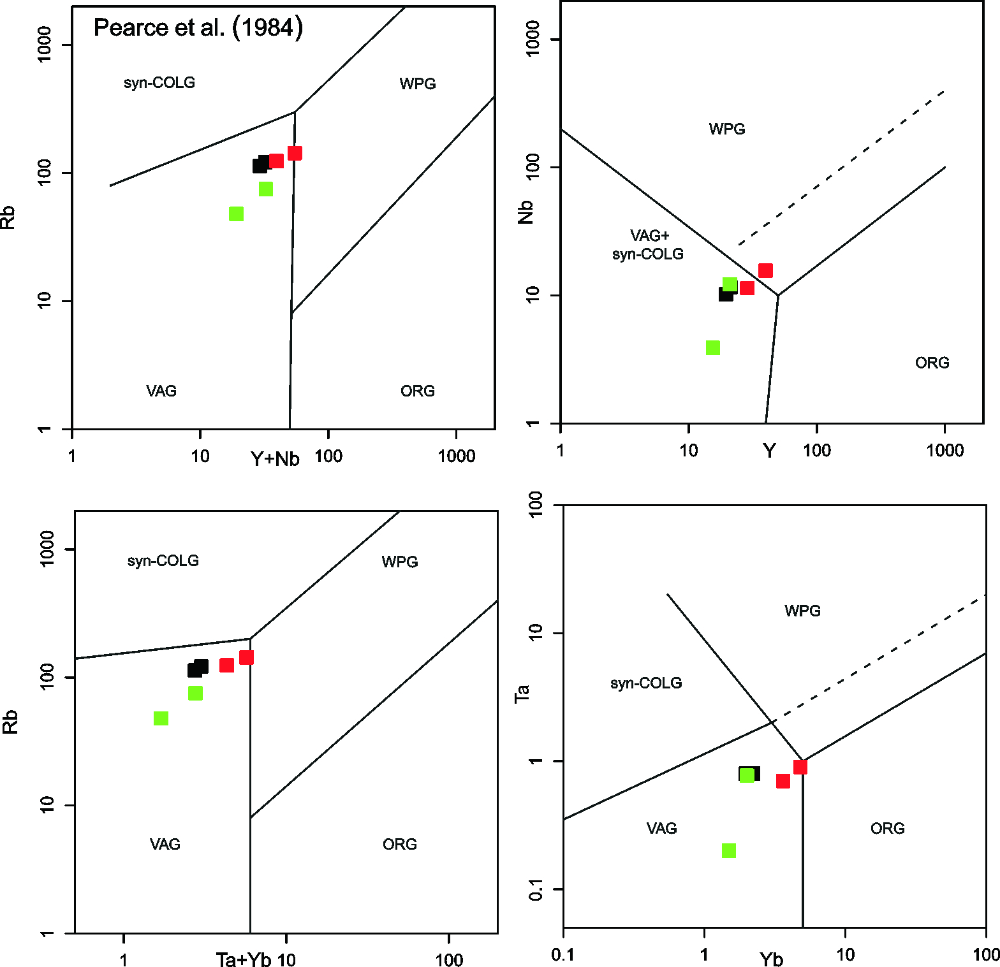 Pearce et al. (1984)
1000
100
10
1
Rb
syn-COLG
WPG
VAG
ORG
1
10
Y+Nb
100
1000
1000
100
10
1
Nb
WPG
VAG+
syn-COLG
ORG
1
10
Y
100
1000
1000
100
10
1
Rb
syn-COLG
WPG
VAG
ORG
1
Ta+Yb
10
100
100
10
1
0.1
Ta
WPG
syn-COLG
VAG
ORG
0.1
1
Yb
10
100